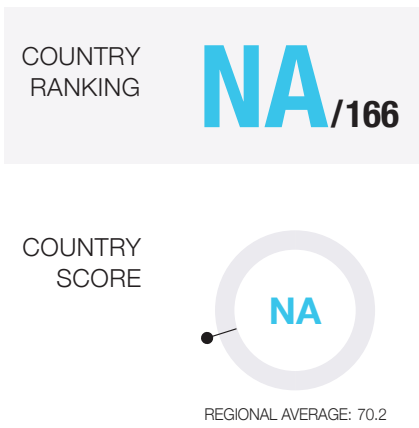 COUNTRY
RANKING
NA/166
COUNTRY
SCORE
NA
REGIONAL AVERAGE: 70.2